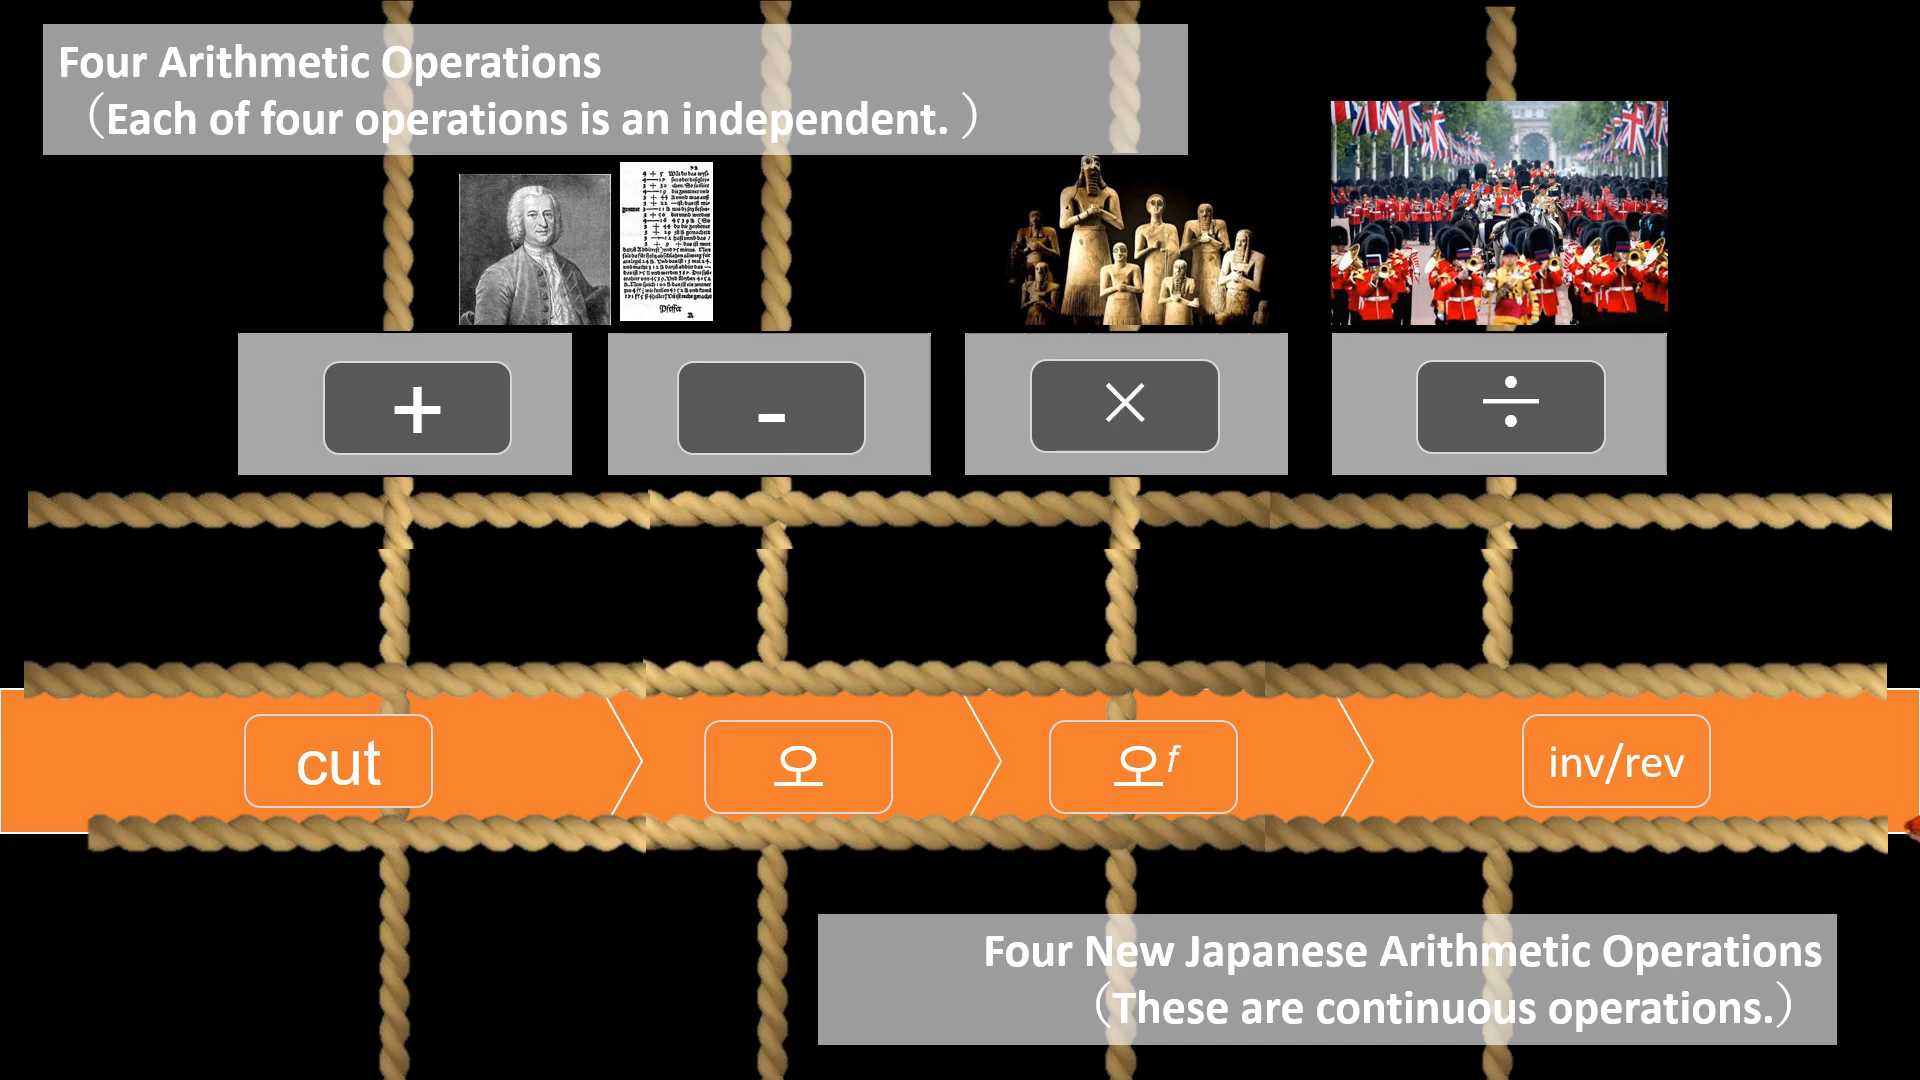 Four Arithmetic Operations
（Each of four operations is an independent. ）
+
-
×
÷
cut
오
오f
inv/rev
Four New Japanese Arithmetic Operations
（These are continuous operations.）